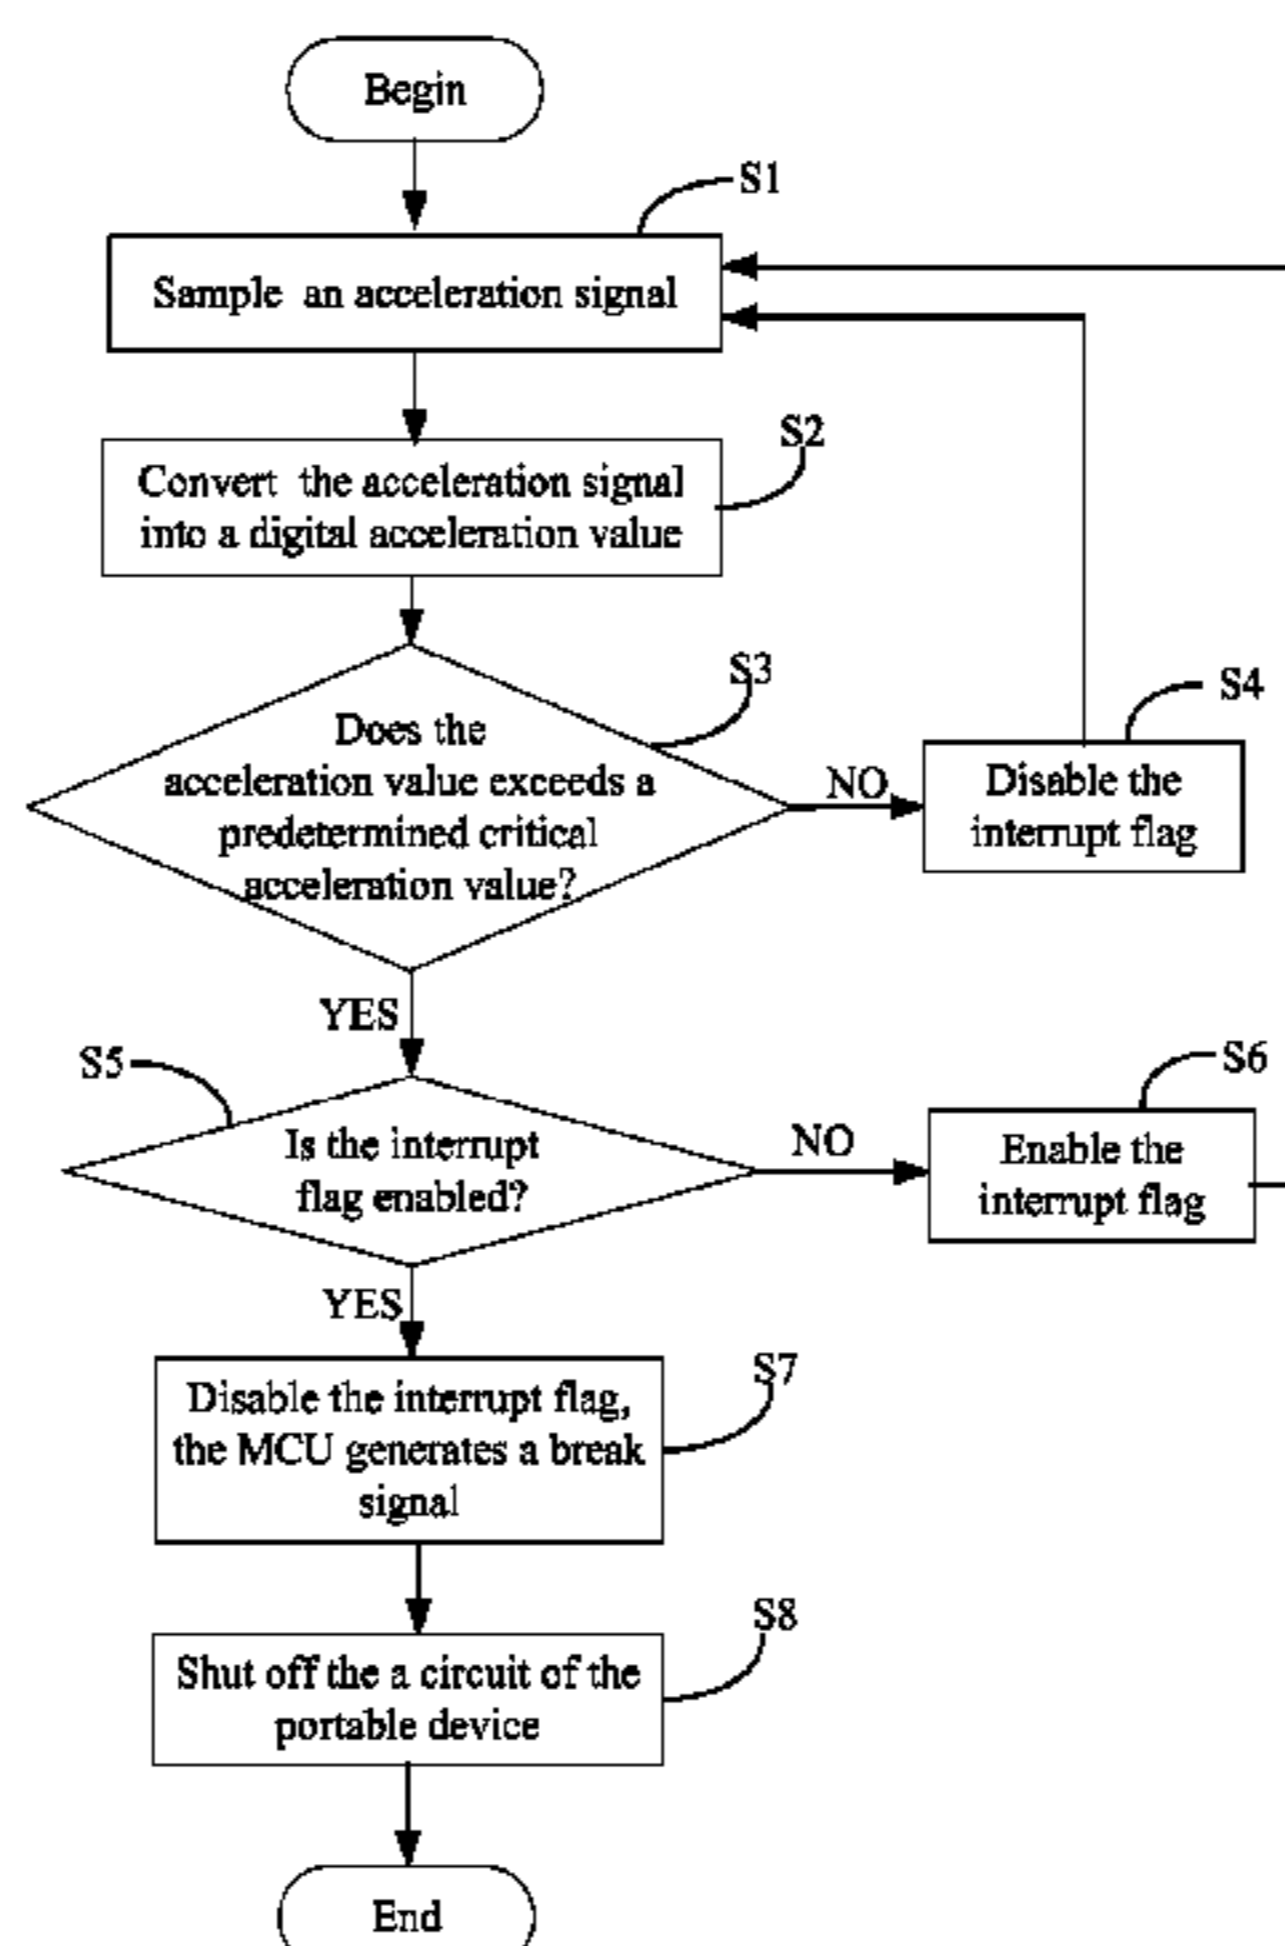 Begin
S1
Sample an acceleration signal
S2
Convert the acceleration signal
into a digital acceleration value
S3
Does the
acceleration value exceeds a
predetermined critical
acceleration value?
NO
S4
Disable the
interrupt flag
YES
S5
Is the interrupt
flag enabled?
NO
S6
Enable the
interrupt flag
YES
S7
Disable the interrupt flag,
the MCU generates a break
signal
S8
Shut off the a circuit of the
portable device
End